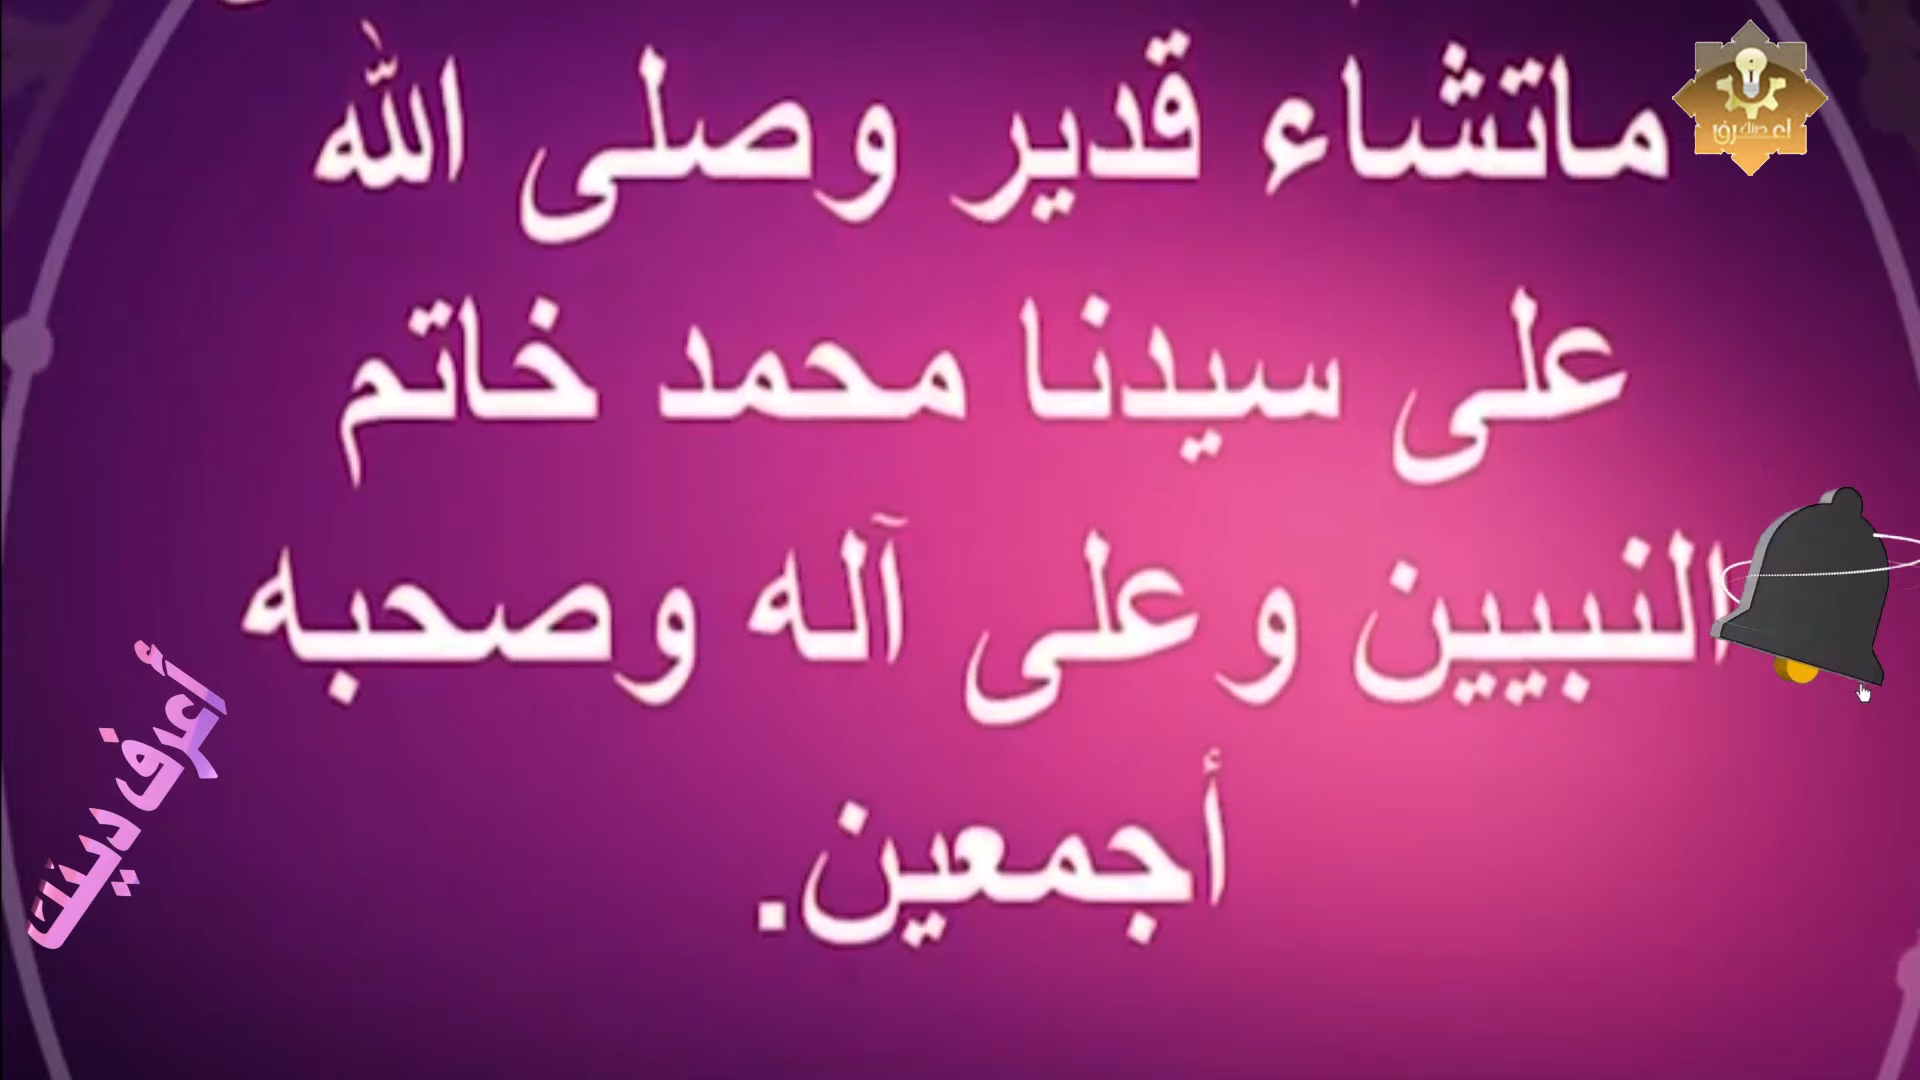 ماتشاء قدير وصلى الله
على سيدنا محمد خاتم
النبيين وعلى آله وصحبه
أجمعين.
أعرف دينك